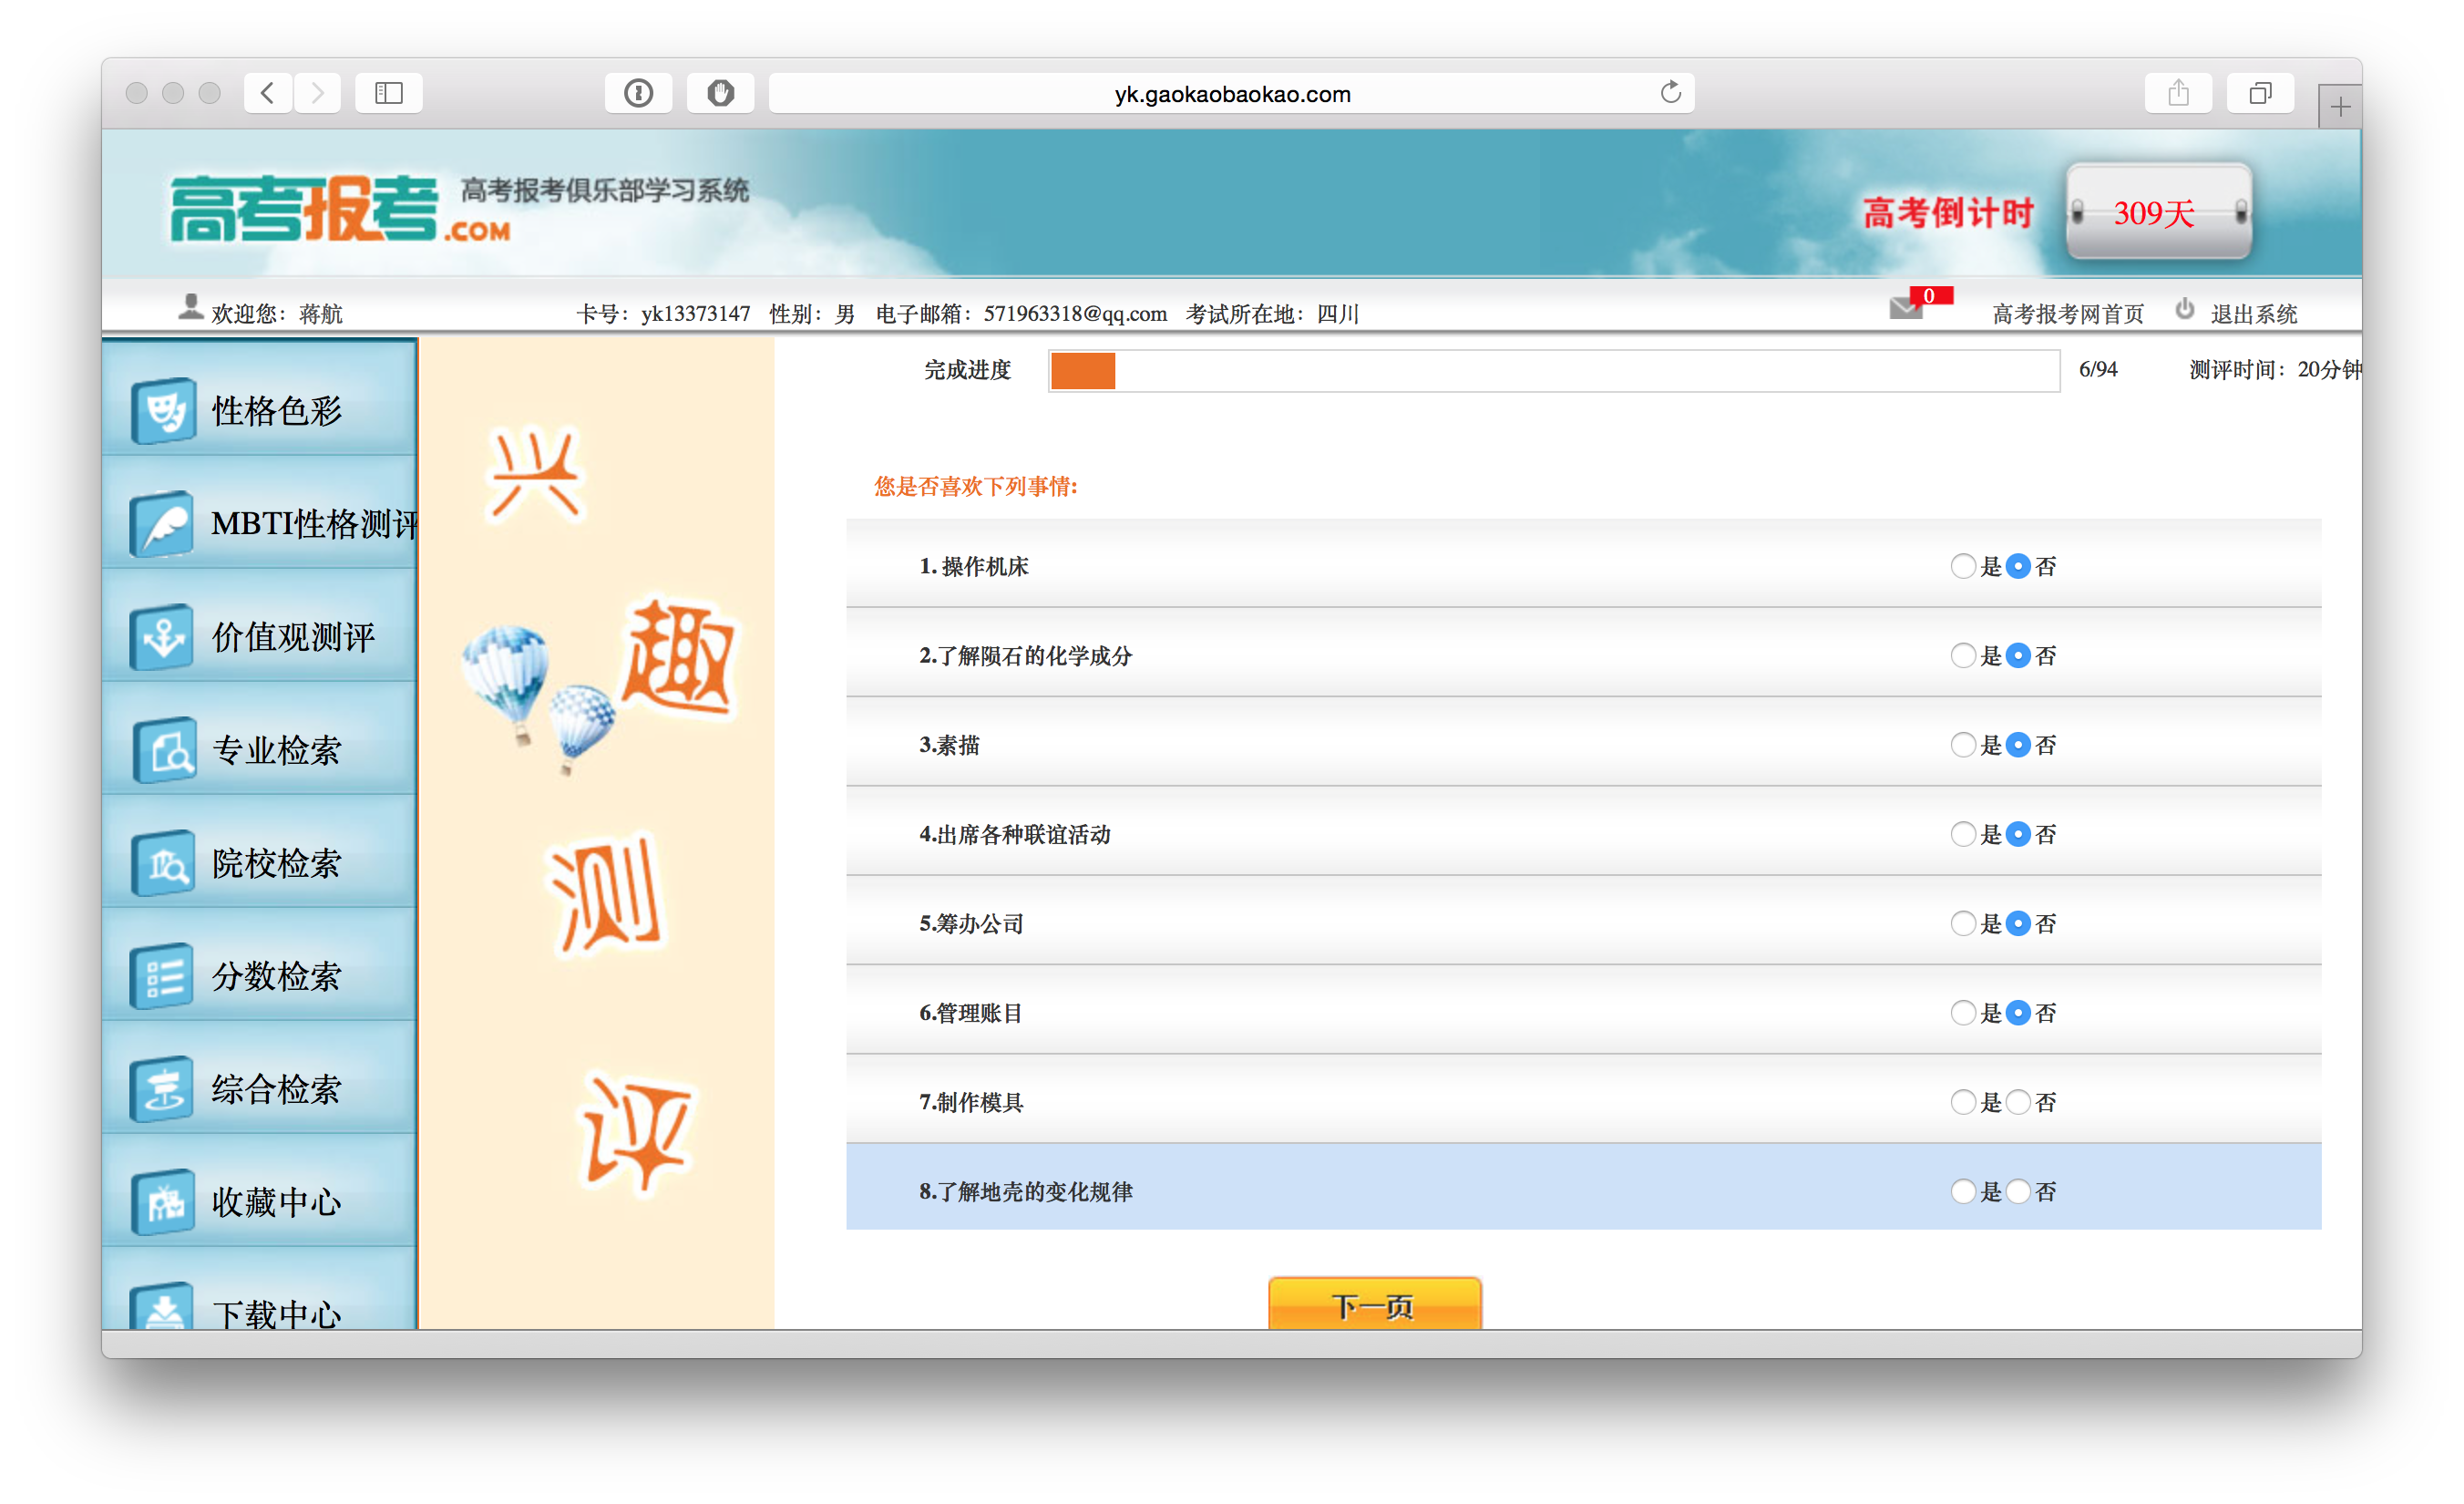 yk.gaokaobaokao.com
高考报考.COM 高考报考俱乐部学习系统
高考倒计时 309天
欢迎您：蒋航 卡号：yk13373147 性别：男 电子邮箱：571963318@qq.com 考试所在地：四川 0 高考报考网首页 退出系统
性格色彩
MBTI性格测评
价值观测评
专业检索
院校检索
分数检索
综合检索
收藏中心
下载中心
兴
趣
测
评
完成进度 6/94 测评时间：20分钟
您是否喜欢下列事情:
1. 操作机床 是 否
2.了解陨石的化学成分 是 否
3.素描 是 否
4.出席各种联谊活动 是 否
5.筹办公司 是 否
6.管理账目 是 否
7.制作模具 是 否
8.了解地壳的变化规律 是 否
下一页